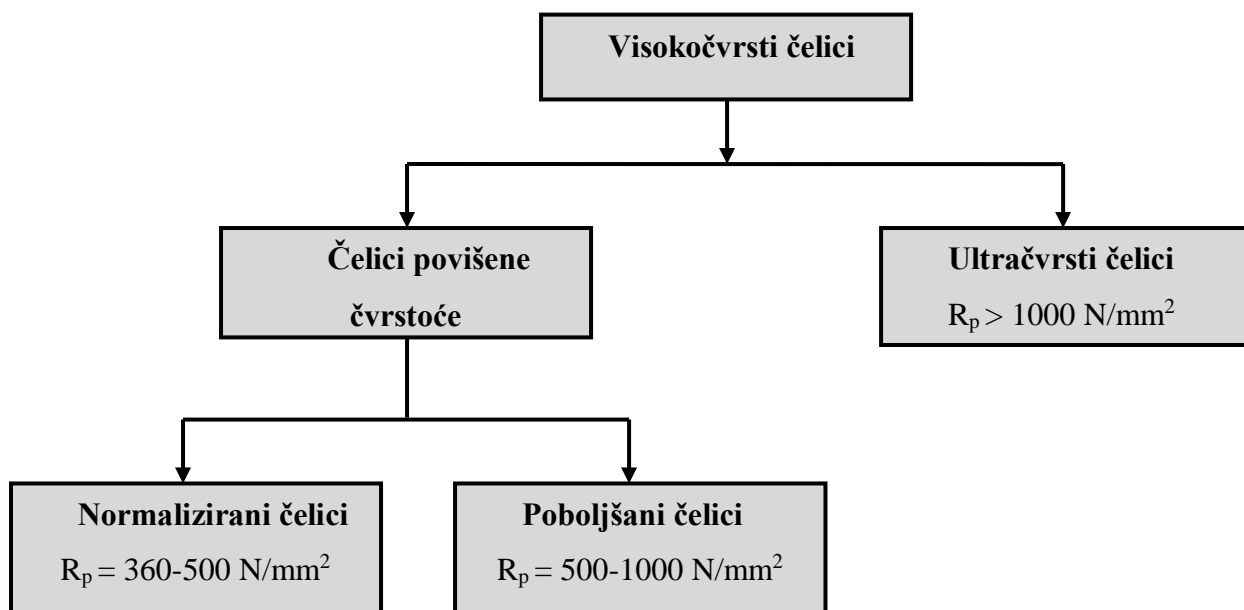 Visokočvrsti čelici
Čelici povišene
čvrstoće
Ultračvrsti čelici
Rₚ > 1000 N/mm²
Normalizirani čelici
Rₚ = 360-500 N/mm²
Poboljšani čelici
Rₚ = 500-1000 N/mm²